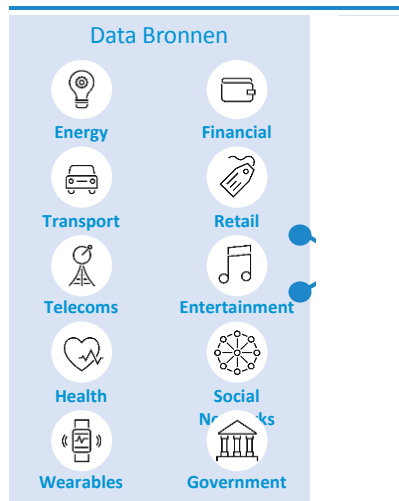 Data Bronnen
Energy
Financial
Transport
Retail
Telecoms
Entertainment
Health
Social
Wearables
Government